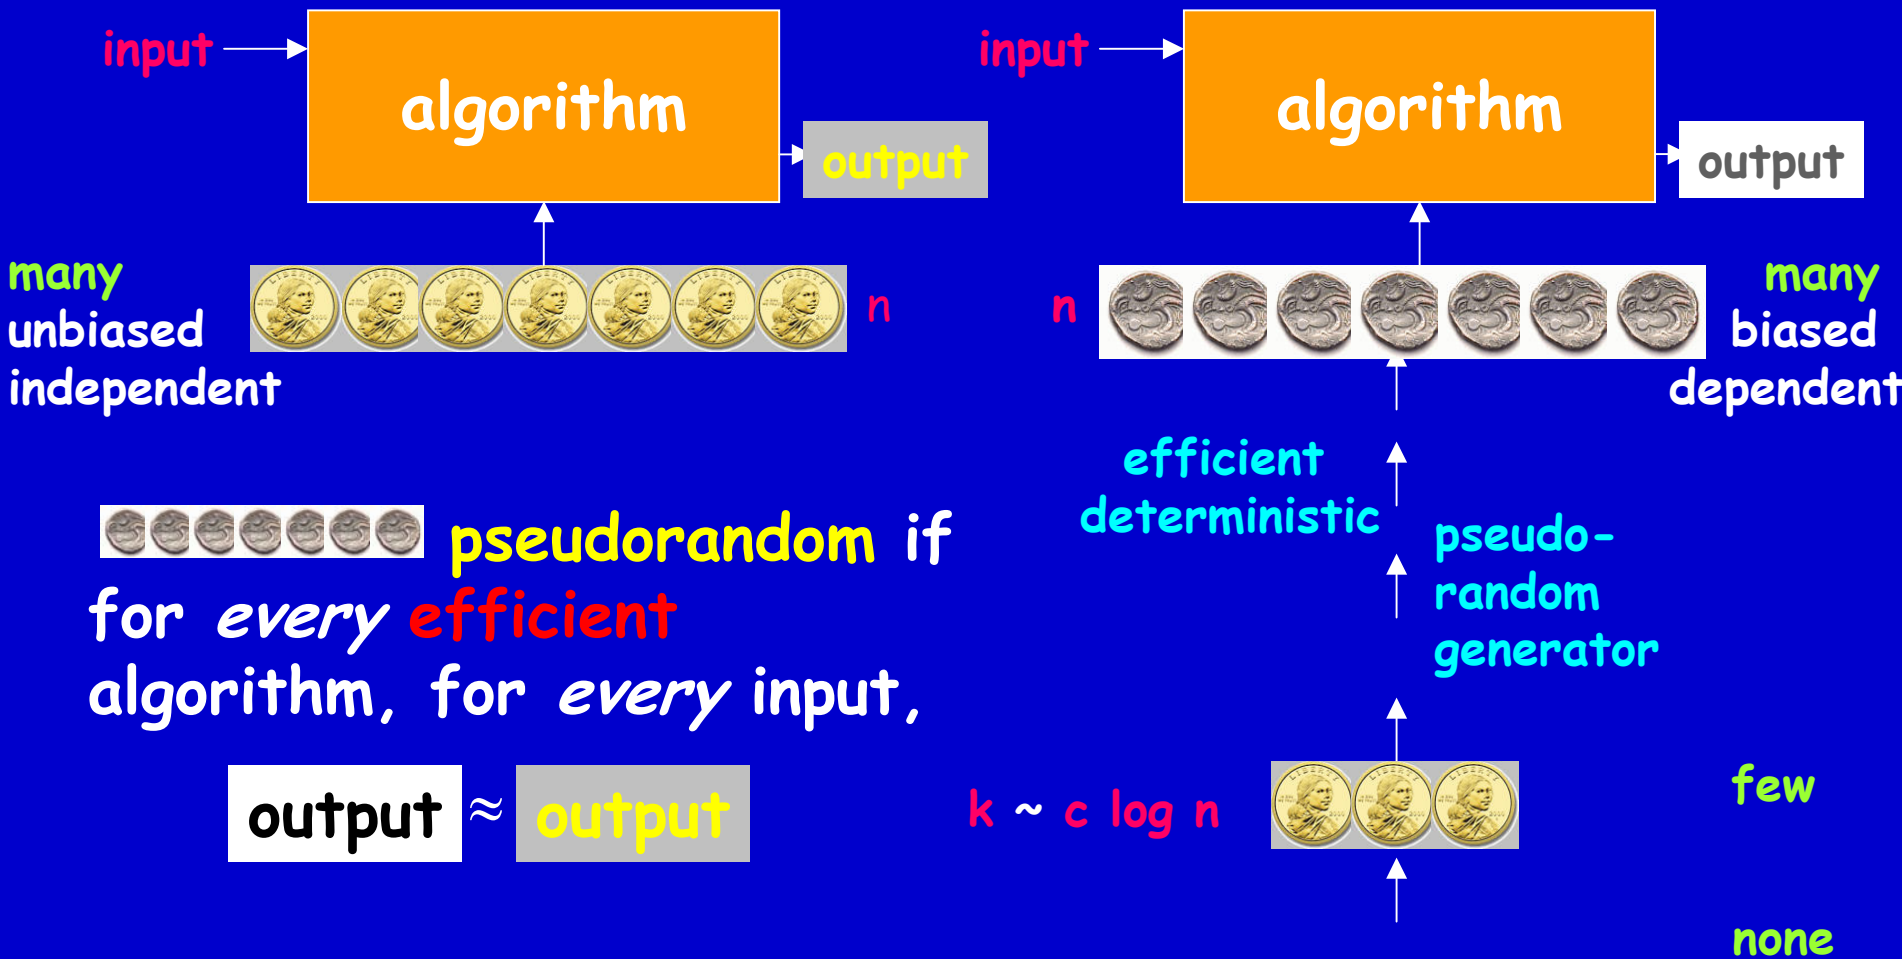 input
algorithm
output
many
unbiased
independent
n
input
algorithm
output
n
many
biased
dependent
pseudorandom if
for every efficient
algorithm, for every input,
output ≈ output
efficient
deterministic
pseudo-
random
generator
k ~ c log n
few
none